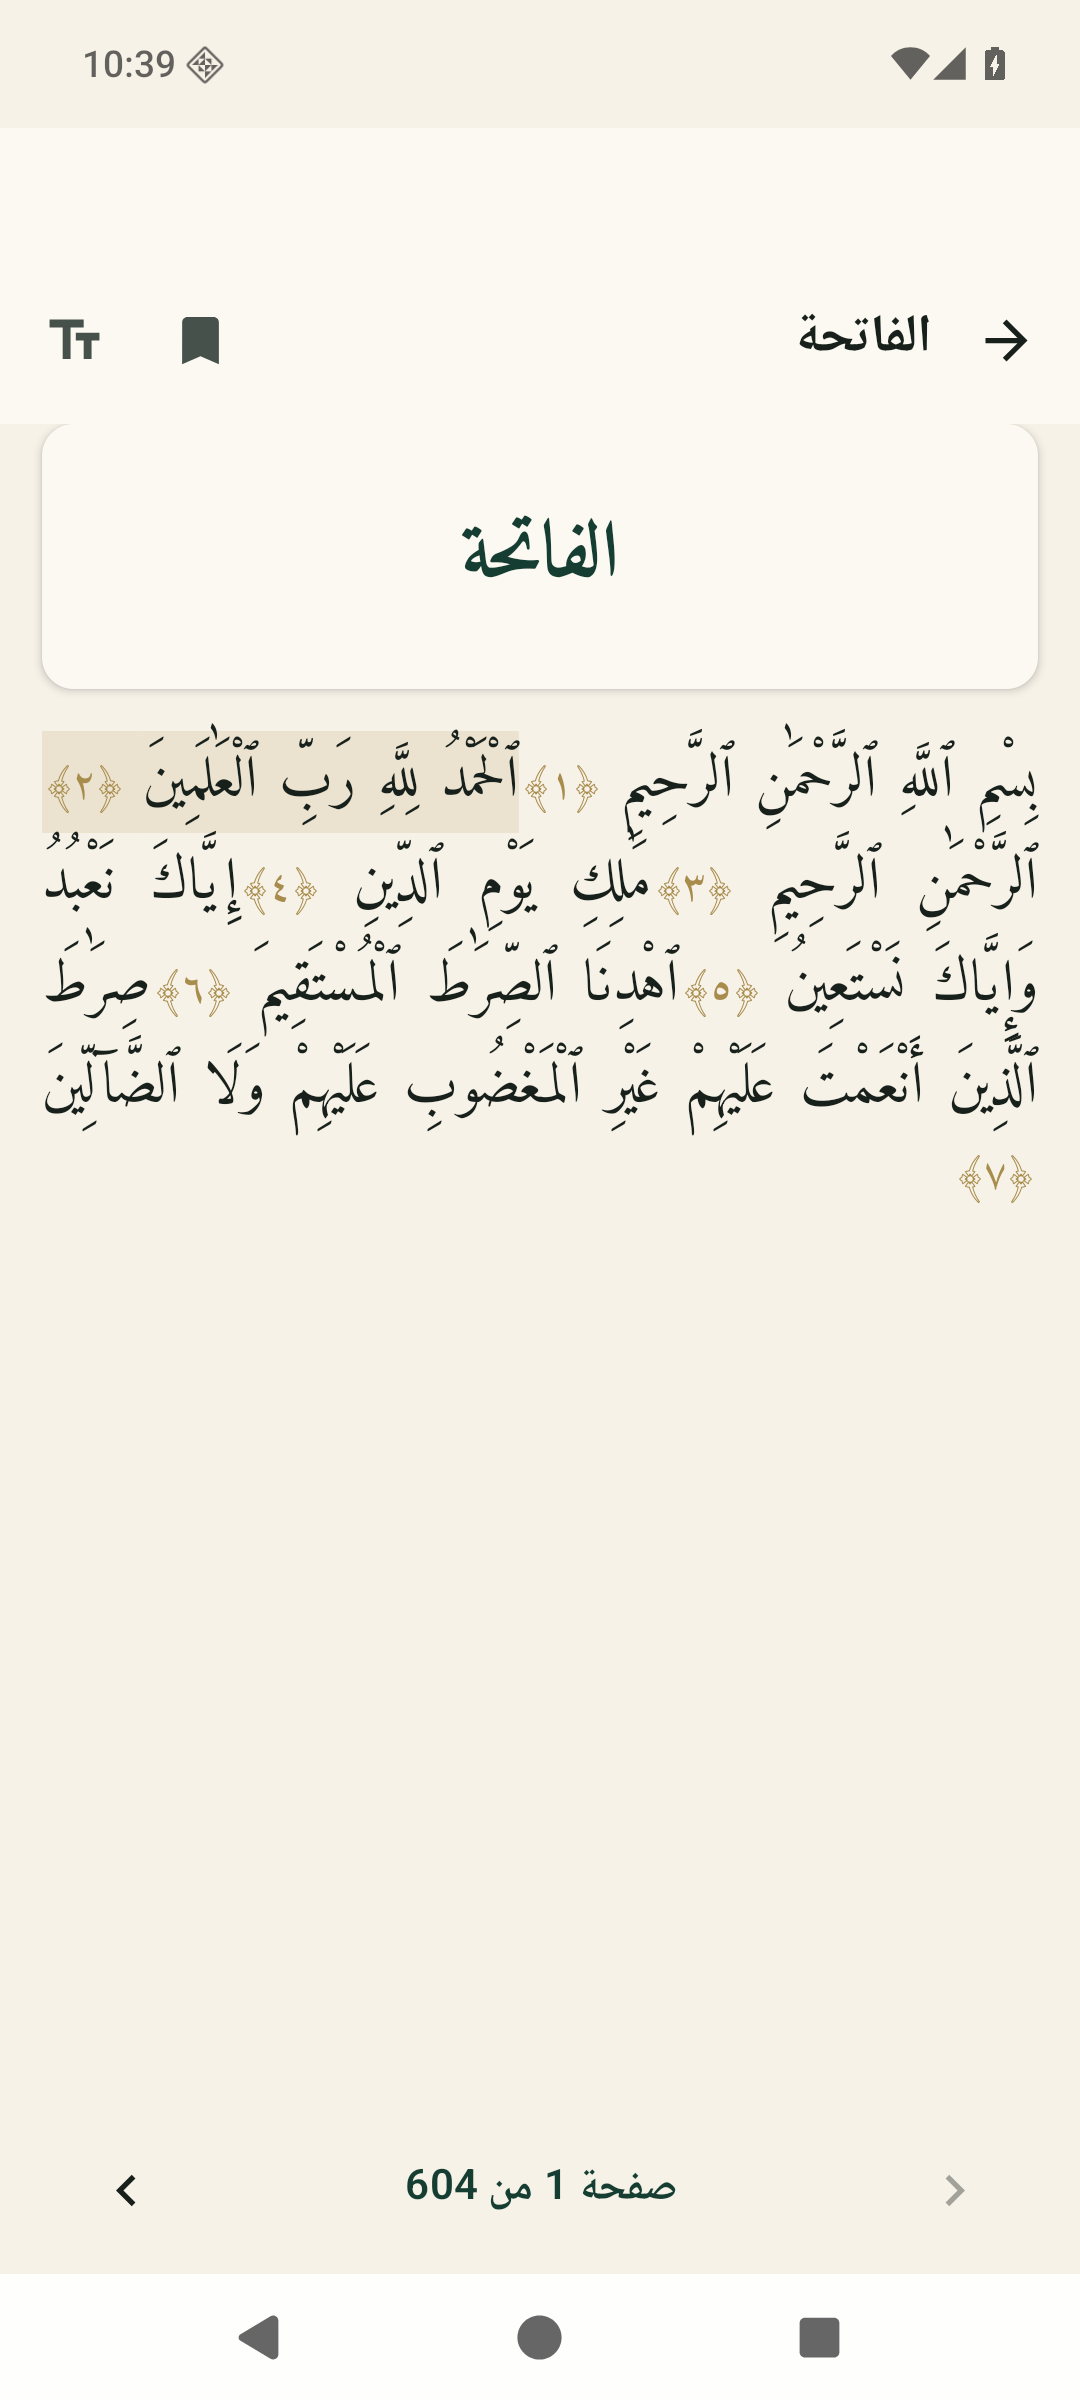 10:39
الفاتحة
الفاتحة
بِسْمِ ٱللَّهِ ٱلرَّحْمَٰنِ ٱلرَّحِيمِ ﴿١﴾ ٱلْحَمْدُ لِلَّهِ رَبِّ ٱلْعَٰلَمِينَ ﴿٢﴾
ٱلرَّحْمَٰنِ ٱلرَّحِيمِ ﴿٣﴾ مَٰلِكِ يَوْمِ ٱلدِّينِ ﴿٤﴾ إِيَّاكَ نَعْبُدُ
وَإِيَّاكَ نَسْتَعِينُ ﴿٥﴾ ٱهْدِنَا ٱلصِّرَٰطَ ٱلْمُسْتَقِيمَ ﴿٦﴾ صِرَٰطَ
ٱلَّذِينَ أَنْعَمْتَ عَلَيْهِمْ غَيْرِ ٱلْمَغْضُوبِ عَلَيْهِمْ وَلَا ٱلضَّآلِّينَ
﴿٧﴾
صفحة 1 من 604